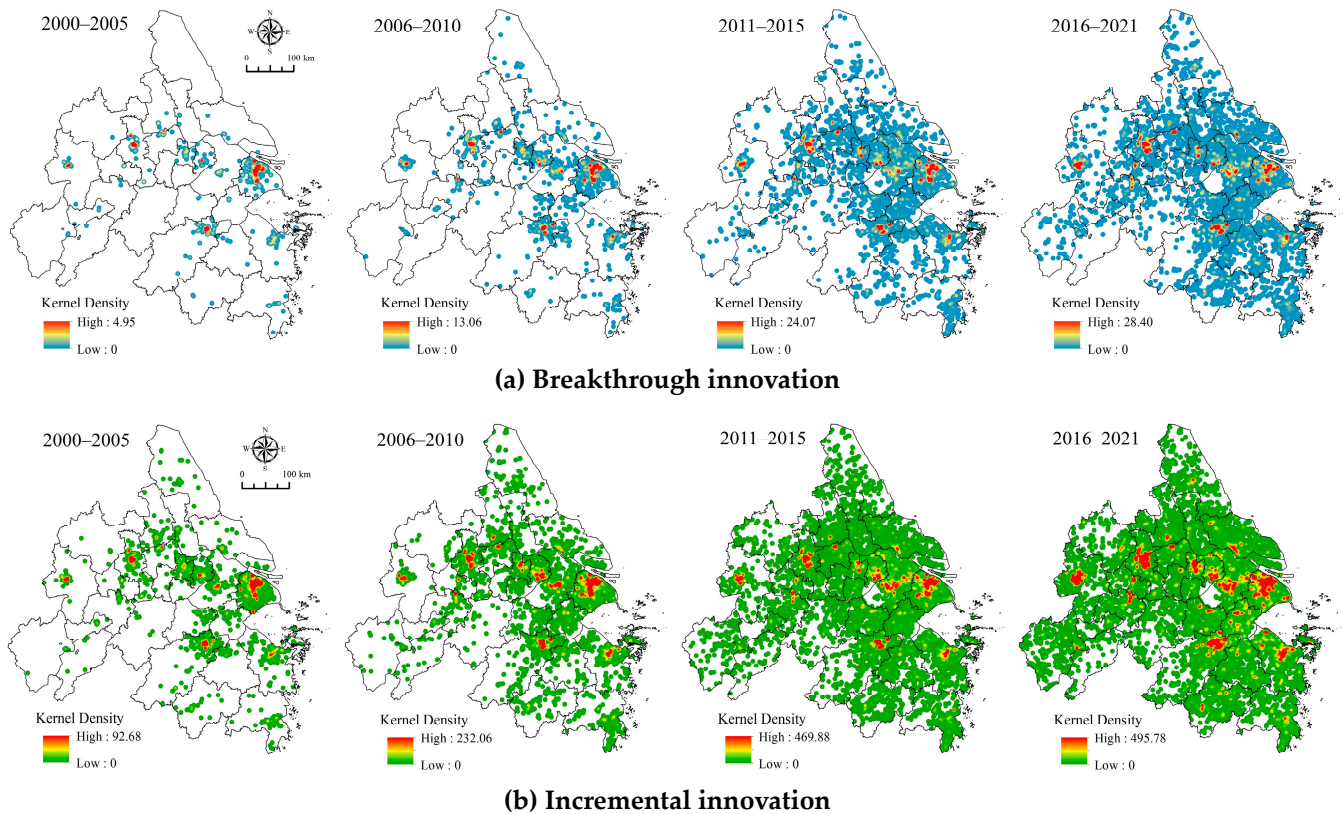 2000–2005
N
W E
S
0 100 km
Kernel Density
High : 4.95
Low : 0
2006–2010
Kernel Density
High : 13.06
Low : 0
2011–2015
Kernel Density
High : 24.07
Low : 0
2016–2021
Kernel Density
High : 28.40
Low : 0
(a) Breakthrough innovation
2000–2005
N
W E
S
0 100 km
Kernel Density
High : 92.68
Low : 0
2006–2010
Kernel Density
High : 232.06
Low : 0
2011–2015
Kernel Density
High : 469.88
Low : 0
2016 2021
Kernel Density
High : 495.78
Low : 0
(b) Incremental innovation